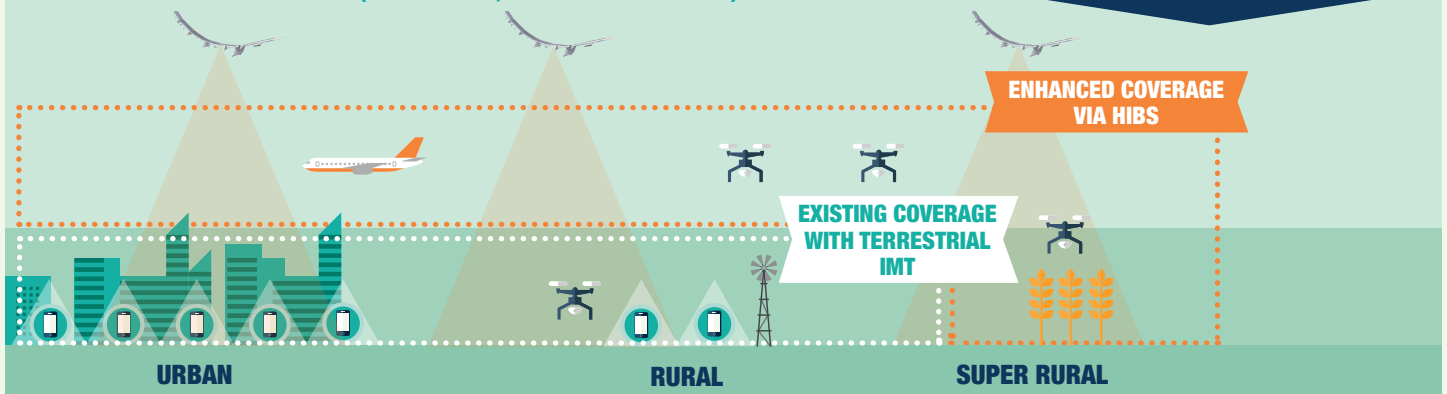 ENHANCED COVERAGE
VIA HIBS
EXISTING COVERAGE
WITH TERRESTRIAL
IMT
URBAN
RURAL
SUPER RURAL